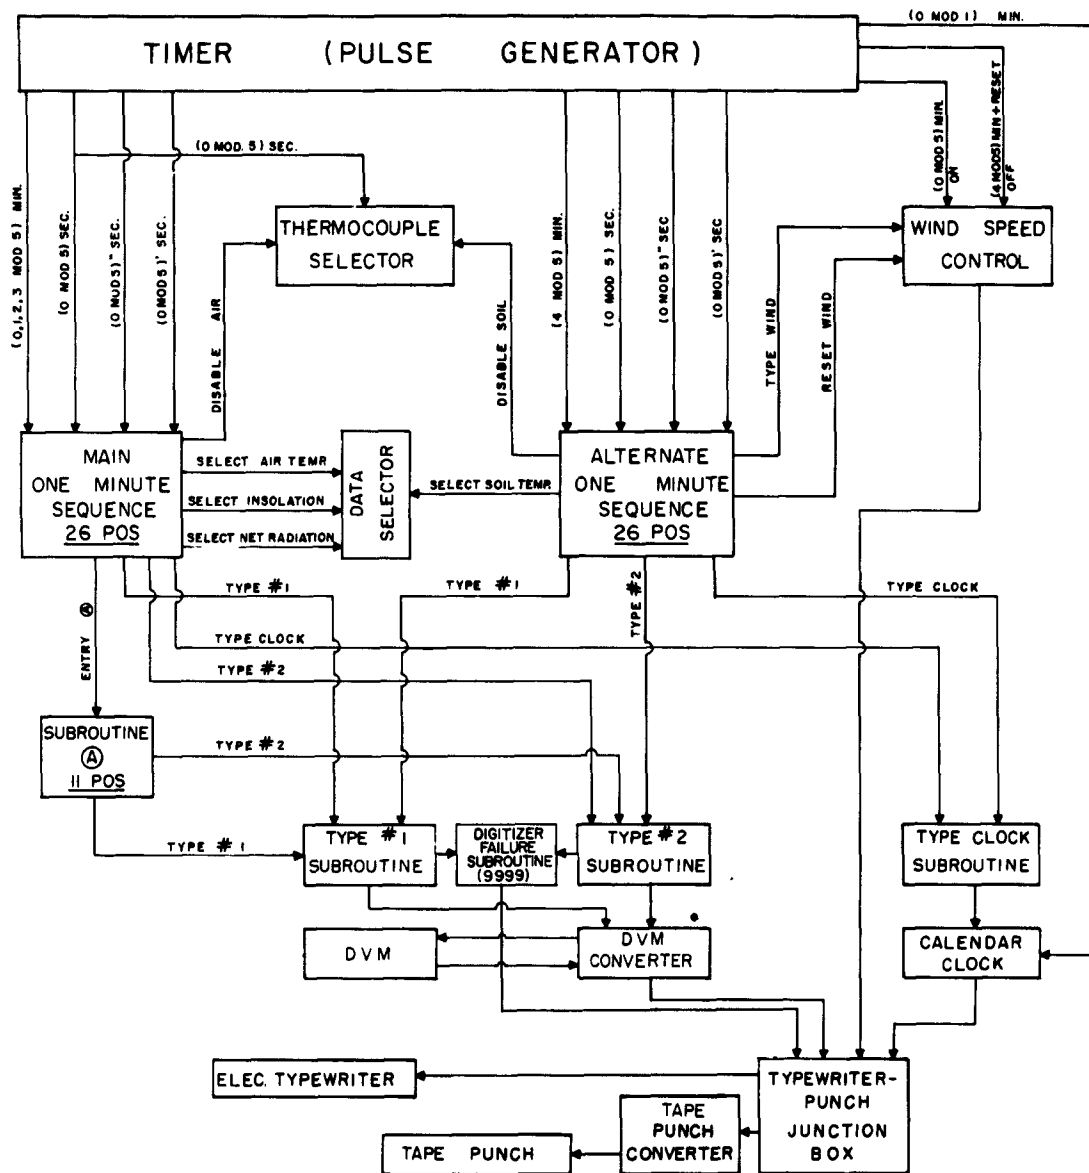 (0 MOD 1) MIN.
TIMER (PULSE GENERATOR)
(0 MOD. 5) SEC.
(0,1,2,3 MOD 5) MIN.
(0 MOD 5) SEC.
(0 MOD 5)" SEC.
(0 MOD 5)' SEC.
(4 MOD 5) MIN.
(0 MOD 5) SEC.
(0 MOD 5)" SEC
(0 MOD 5)' SEC
(0 MOD 5) MIN.
ON
(4 MOD5) MIN + RESET
OFF
THERMOCOUPLE
SELECTOR
WIND SPEED
CONTROL
DISABLE AIR
DISABLE SOIL
TYPE WIND
RESET WIND
MAIN
ONE MINUTE
SEQUENCE
26 POS
SELECT AIR TEMP.
SELECT INSOLATION
SELECT NET RADIATION
DATA
SELECTOR
SELECT SOIL TEMP.
ALTERNATE
ONE MINUTE
SEQUENCE
26 POS
ENTRY Ⓐ
TYPE #1
TYPE CLOCK
TYPE #2
TYPE #1
TYPE #2
TYPE CLOCK
SUBROUTINE
Ⓐ
11 POS
TYPE #2
TYPE #1
TYPE #1
SUBROUTINE
DIGITIZER
FAILURE
SUBROUTINE
(9999)
TYPE #2
SUBROUTINE
TYPE CLOCK
SUBROUTINE
DVM
DVM
CONVERTER
CALENDAR
CLOCK
ELEC. TYPEWRITER
TYPEWRITER-
PUNCH
JUNCTION
BOX
TAPE
PUNCH
CONVERTER
TAPE PUNCH